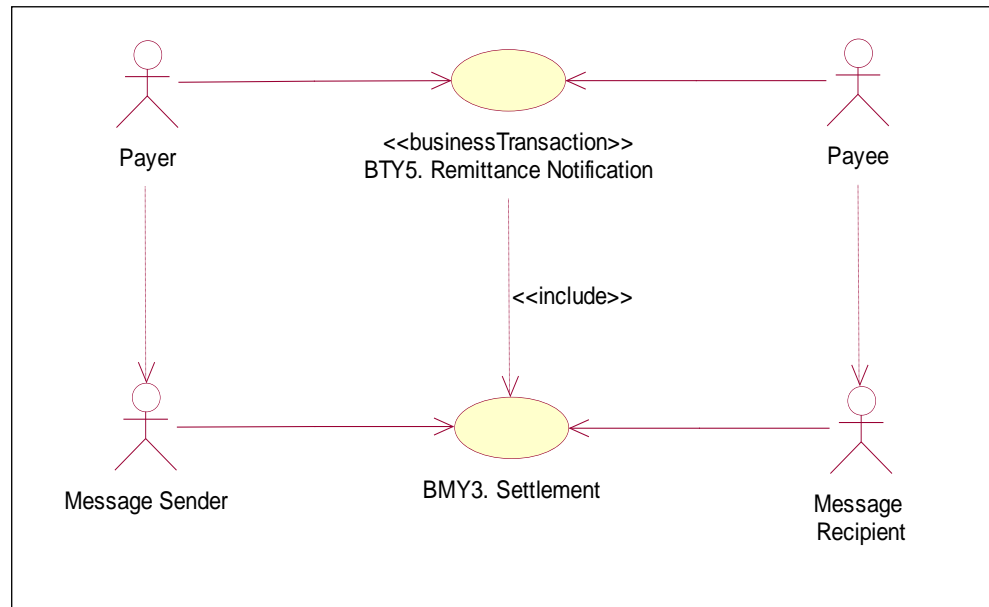 <<businessTransaction>>
BTY5. Remittance Notification
Payer
Payee
<<include>>
Message Sender
BMY3. Settlement
Message
Recipient